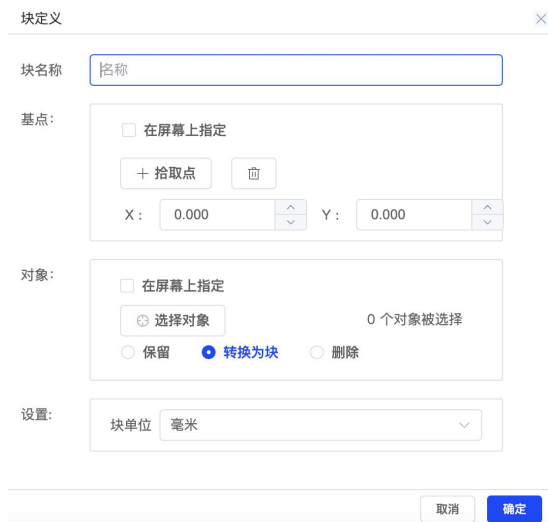 块定义
块名称 名称
基点:
在屏幕上指定
拾取点
X : 0.000 Y : 0.000
对象:
在屏幕上指定
选择对象 0 个对象被选择
保留 转换为块 删除
设置:
块单位 毫米
取消 确定